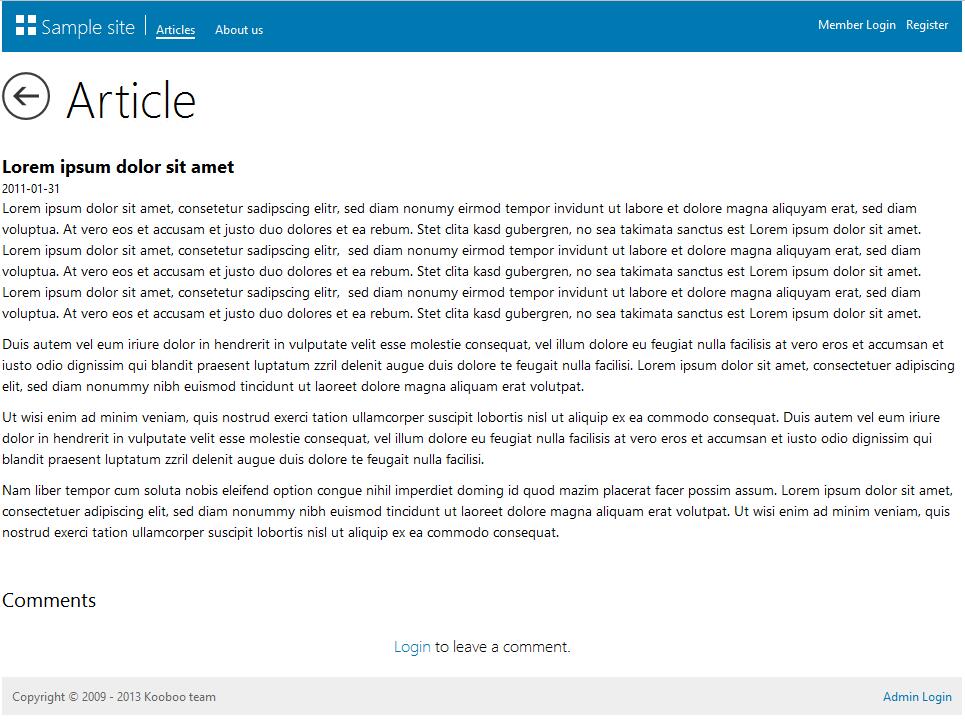 Sample site Articles About us Member Login Register
Article
Lorem ipsum dolor sit amet
2011-01-31
Lorem ipsum dolor sit amet, consetetur sadipscing elitr, sed diam nonumy eirmod tempor invidunt ut labore et dolore magna aliquyam erat, sed diam
voluptua. At vero eos et accusam et justo duo dolores et ea rebum. Stet clita kasd gubergren, no sea takimata sanctus est Lorem ipsum dolor sit amet.
Lorem ipsum dolor sit amet, consetetur sadipscing elitr,  sed diam nonumy eirmod tempor invidunt ut labore et dolore magna aliquyam erat, sed diam
voluptua. At vero eos et accusam et justo duo dolores et ea rebum. Stet clita kasd gubergren, no sea takimata sanctus est Lorem ipsum dolor sit amet.
Lorem ipsum dolor sit amet, consetetur sadipscing elitr,  sed diam nonumy eirmod tempor invidunt ut labore et dolore magna aliquyam erat, sed diam
voluptua. At vero eos et accusam et justo duo dolores et ea rebum. Stet clita kasd gubergren, no sea takimata sanctus est Lorem ipsum dolor sit amet.
Duis autem vel eum iriure dolor in hendrerit in vulputate velit esse molestie consequat, vel illum dolore eu feugiat nulla facilisis at vero eros et accumsan et
iusto odio dignissim qui blandit praesent luptatum zzril delenit augue duis dolore te feugait nulla facilisi. Lorem ipsum dolor sit amet, consectetuer adipiscing
elit, sed diam nonummy nibh euismod tincidunt ut laoreet dolore magna aliquam erat volutpat.
Ut wisi enim ad minim veniam, quis nostrud exerci tation ullamcorper suscipit lobortis nisl ut aliquip ex ea commodo consequat. Duis autem vel eum iriure
dolor in hendrerit in vulputate velit esse molestie consequat, vel illum dolore eu feugiat nulla facilisis at vero eros et accumsan et iusto odio dignissim qui
blandit praesent luptatum zzril delenit augue duis dolore te feugait nulla facilisi.
Nam liber tempor cum soluta nobis eleifend option congue nihil imperdiet doming id quod mazim placerat facer possim assum. Lorem ipsum dolor sit amet,
consectetuer adipiscing elit, sed diam nonummy nibh euismod tincidunt ut laoreet dolore magna aliquam erat volutpat. Ut wisi enim ad minim veniam, quis
nostrud exerci tation ullamcorper suscipit lobortis nisl ut aliquip ex ea commodo consequat.
Comments
Login to leave a comment.
Copyright © 2009 - 2013 Kooboo team Admin Login